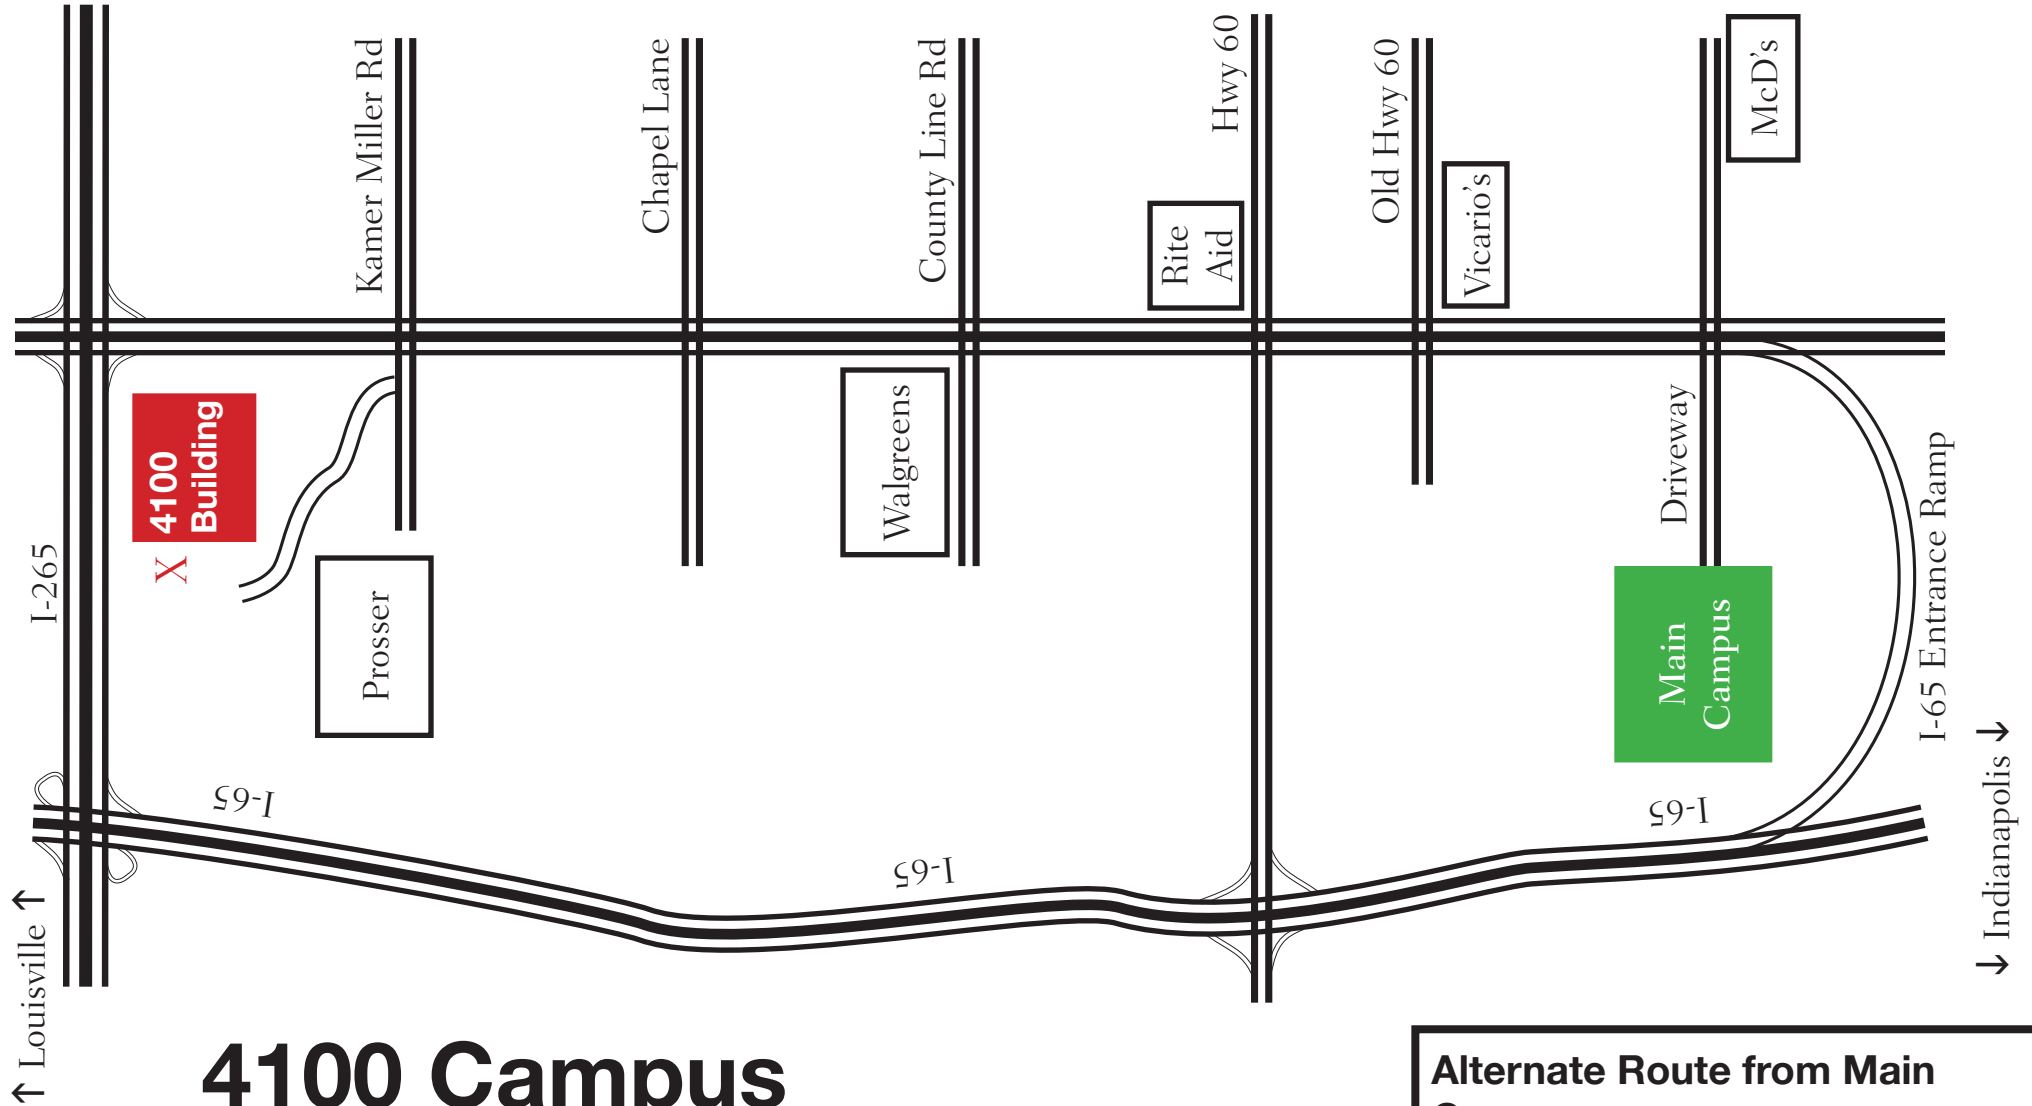 Kamer Miller Rd
Chapel Lane
County Line Rd
Hwy 60
Old Hwy 60
McD's
Rite
Aid
Vicario's
I-265
4100
Building
X
Walgreens
Driveway
Prosser
Main
Campus
I-65 Entrance Ramp
I-65
I-65
I-65
↑ Louisville ↑
↓ Indianapolis ↓
4100 Campus
Alternate Route from Main